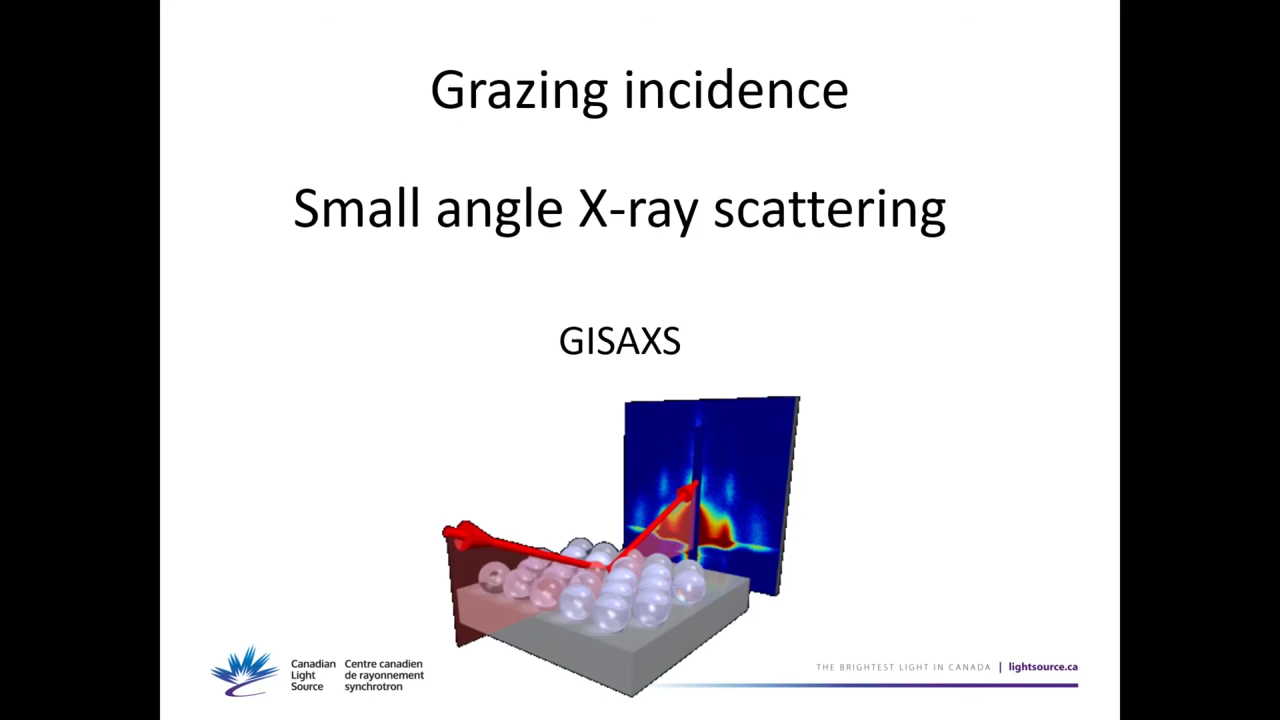 Grazing incidence
Small angle X-ray scattering
GISAXS
Canadian Light Source
Centre canadien de rayonnement synchrotron
THE BRIGHTEST LIGHT IN CANADA | lightsource.ca